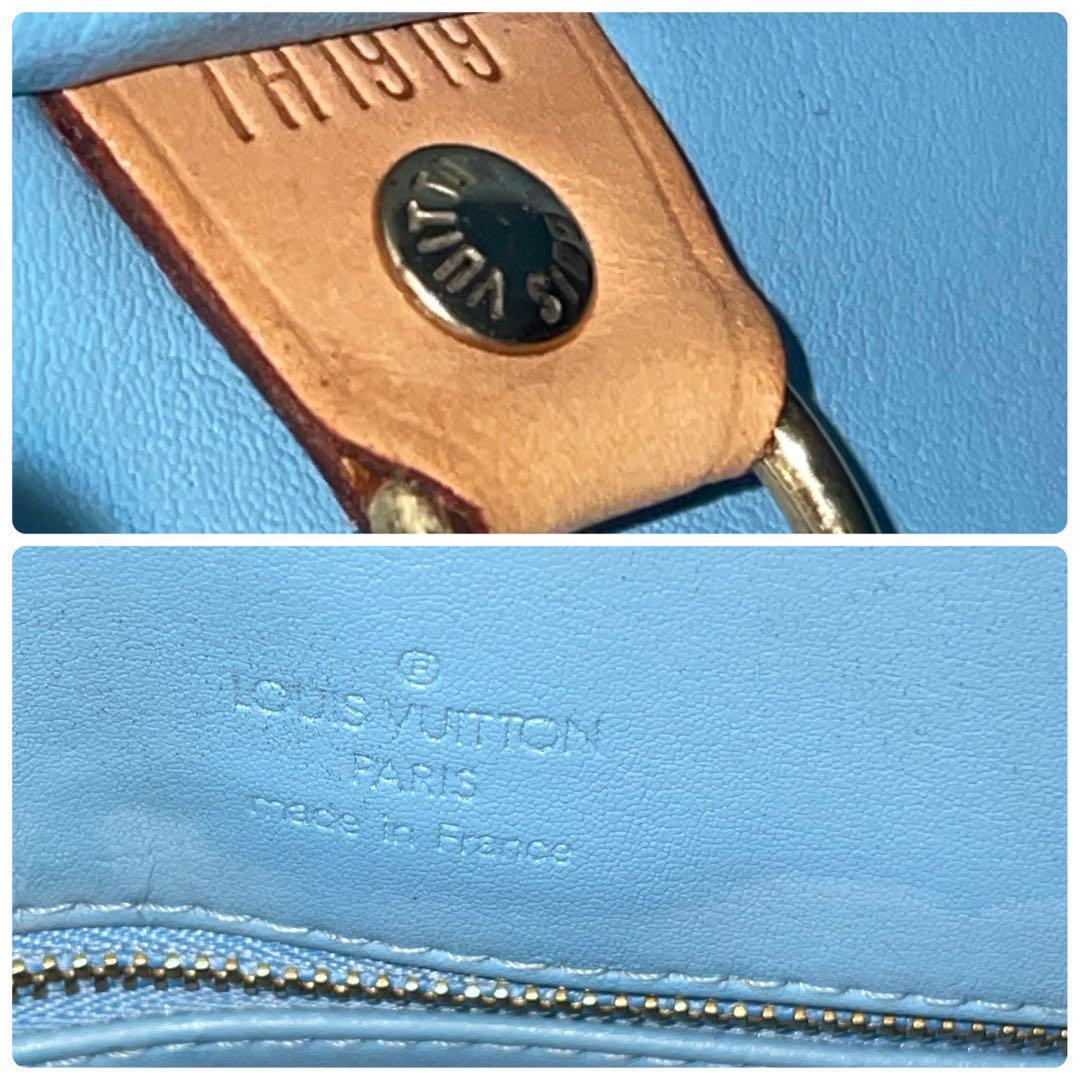 TH1919
LOUIS VUITTON
®
LOUIS VUITTON
PARIS
made in France